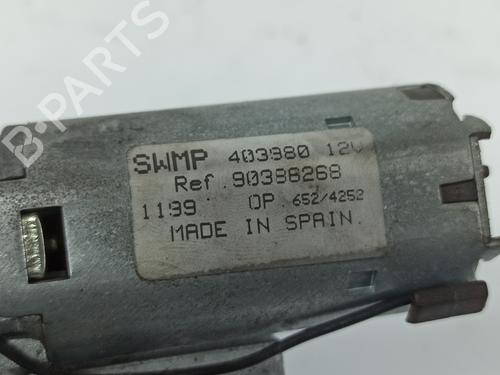 SWMP 403980 12V
Ref.90386268
1199 OP.652/4252
MADE IN SPAIN.
B-PARTS